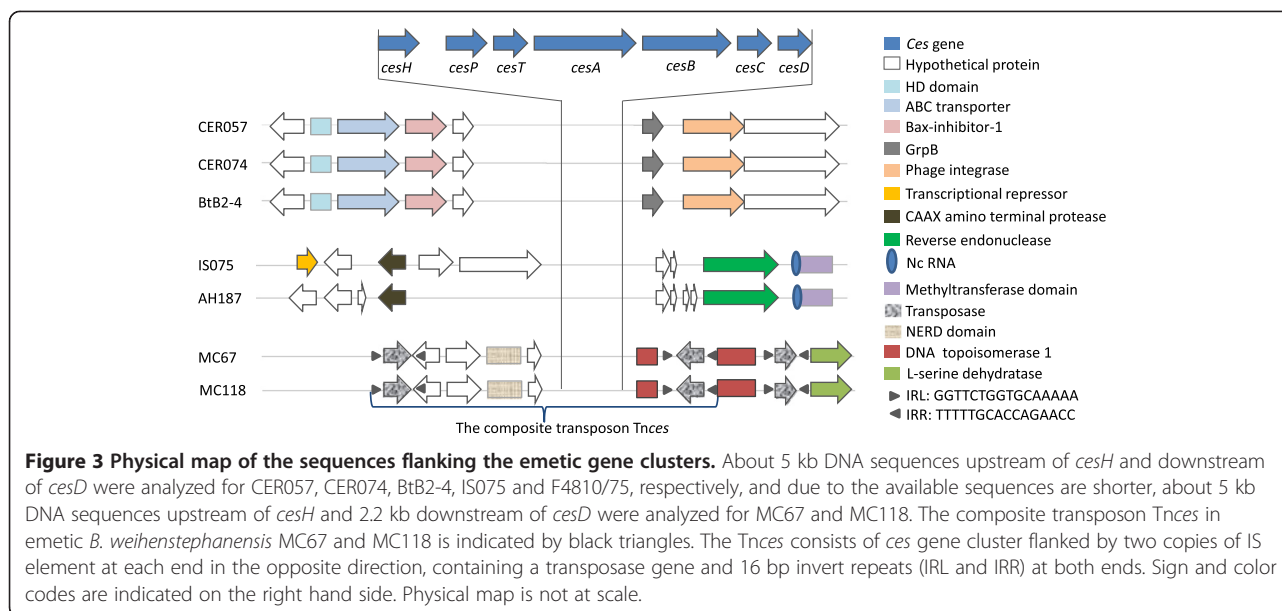 cesH cesP cesT cesA cesB cesC cesD
Ces gene
Hypothetical protein
HD domain
ABC transporter
Bax-inhibitor-1
GrpB
Phage integrase
Transcriptional repressor
CAAX amino terminal protease
Reverse endonuclease
Nc RNA
Methyltransferase domain
Transposase
NERD domain
DNA topoisomerase 1
L-serine dehydratase
IRL: GGTTCTGGTGCAAAAA
IRR: TTTTTGCACCAGAACC
CER057
CER074
BtB2-4
IS075
AH187
MC67
MC118
The composite transposon Tnces
Figure 3 Physical map of the sequences flanking the emetic gene clusters. About 5 kb DNA sequences upstream of cesH and downstream
of cesD were analyzed for CER057, CER074, BtB2-4, IS075 and F4810/75, respectively, and due to the available sequences are shorter, about 5 kb
DNA sequences upstream of cesH and 2.2 kb downstream of cesD were analyzed for MC67 and MC118. The composite transposon Tnces in
emetic B. weihenstephanensis MC67 and MC118 is indicated by black triangles. The Tnces consists of ces gene cluster flanked by two copies of IS
element at each end in the opposite direction, containing a transposase gene and 16 bp invert repeats (IRL and IRR) at both ends. Sign and color
codes are indicated on the right hand side. Physical map is not at scale.